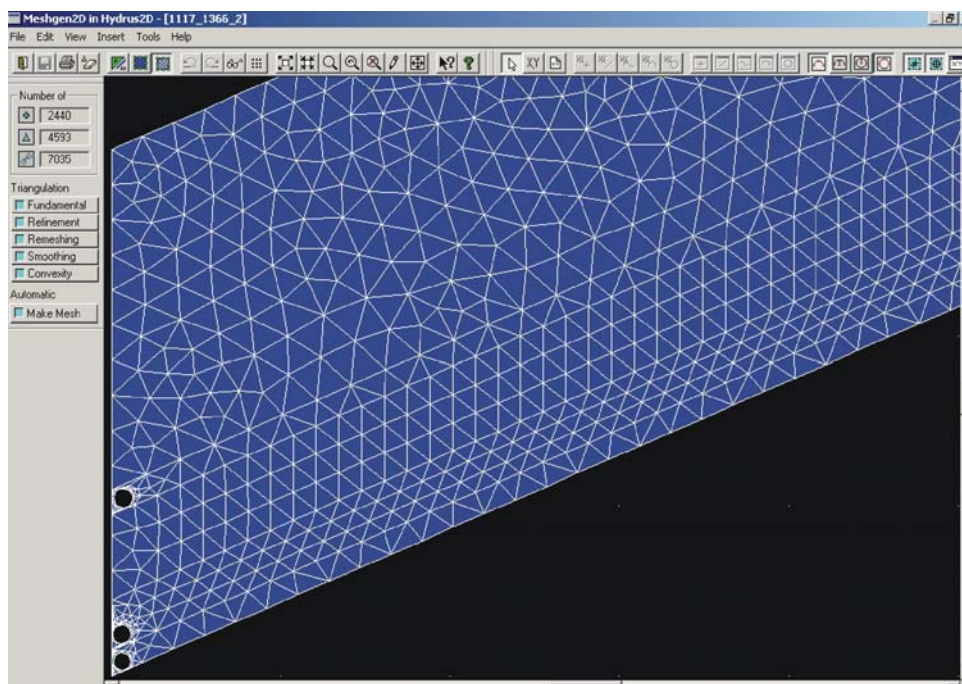 Meshgen2D in Hydrus2D - [1117_1366_2]
File Edit View Insert Tools Help
XY
Number of
2440
4593
7035
Triangulation
Fundamental
Refinement
Remeshing
Smoothing
Convexity
Automatic
Make Mesh